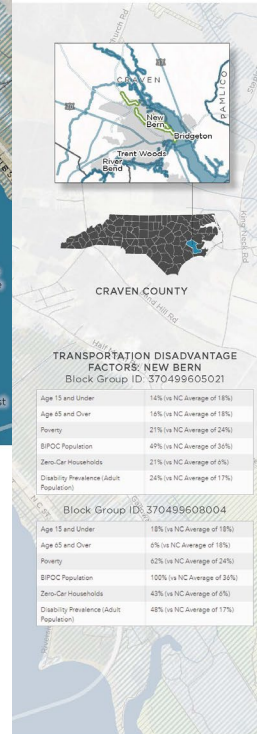 Church Rd
CRAVEN
PAMLICO
New
Bern
Bridgeton
Trent Woods
River
Bend
King Neck Rd
CRAVEN COUNTY
TRANSPORTATION DISADVANTAGE
FACTORS: NEW BERN
Block Group ID: 370499605021
Age 15 and Under 14% (vs NC Average of 18%)
Age 65 and Over 16% (vs NC Average of 18%)
Poverty 21% (vs NC Average of 24%)
BIPOC Population 49% (vs NC Average of 36%)
Zero-Car Households 21% (vs NC Average of 6%)
Disability Prevalence (Adult
Population) 24% (vs NC Average of 17%)
Block Group ID: 370499608004
Age 15 and Under 18% (vs NC Average of 18%)
Age 65 and Over 6% (vs NC Average of 18%)
Poverty 62% (vs NC Average of 24%)
BIPOC Population 100% (vs NC Average of 36%)
Zero-Car Households 43% (vs NC Average of 6%)
Disability Prevalence (Adult
Population) 48% (vs NC Average of 17%)